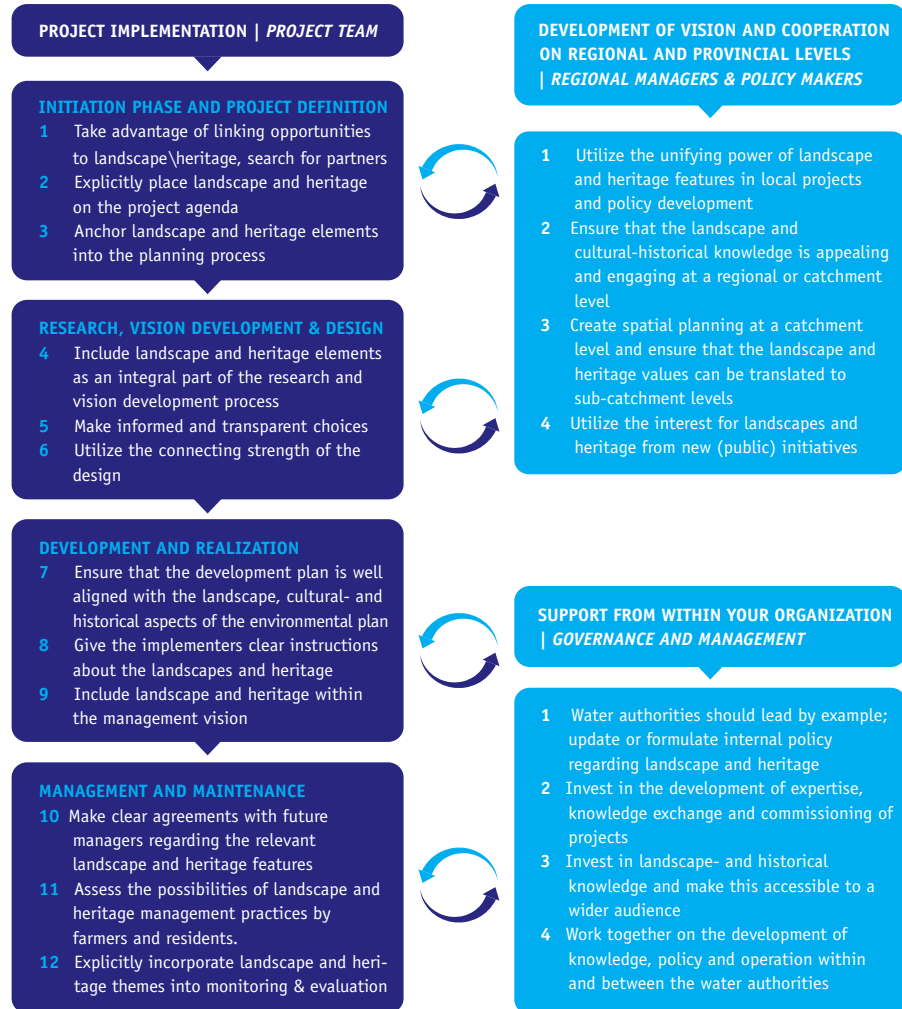 PROJECT IMPLEMENTATION | PROJECT TEAM
INITIATION PHASE AND PROJECT DEFINITION
1 Take advantage of linking opportunities
to landscape\heritage, search for partners
2 Explicitly place landscape and heritage
on the project agenda
3 Anchor landscape and heritage elements
into the planning process
RESEARCH, VISION DEVELOPMENT & DESIGN
4 Include landscape and heritage elements
as an integral part of the research and
vision development process
5 Make informed and transparent choices
6 Utilize the connecting strength of the
design
DEVELOPMENT AND REALIZATION
7 Ensure that the development plan is well
aligned with the landscape, cultural- and
historical aspects of the environmental plan
8 Give the implementers clear instructions
about the landscapes and heritage
9 Include landscape and heritage within
the management vision
MANAGEMENT AND MAINTENANCE
10 Make clear agreements with future
managers regarding the relevant
landscape and heritage features
11 Assess the possibilities of landscape and
heritage management practices by
farmers and residents.
12 Explicitly incorporate landscape and heri-
tage themes into monitoring & evaluation
DEVELOPMENT OF VISION AND COOPERATION
ON REGIONAL AND PROVINCIAL LEVELS
| REGIONAL MANAGERS & POLICY MAKERS
1 Utilize the unifying power of landscape
and heritage features in local projects
and policy development
2 Ensure that the landscape and
cultural-historical knowledge is appealing
and engaging at a regional or catchment
level
3 Create spatial planning at a catchment
level and ensure that the landscape and
heritage values can be translated to
sub-catchment levels
4 Utilize the interest for landscapes and
heritage from new (public) initiatives
SUPPORT FROM WITHIN YOUR ORGANIZATION
| GOVERNANCE AND MANAGEMENT
1 Water authorities should lead by example;
update or formulate internal policy
regarding landscape and heritage
2 Invest in the development of expertise,
knowledge exchange and commissioning of
projects
3 Invest in landscape- and historical
knowledge and make this accessible to a
wider audience
4 Work together on the development of
knowledge, policy and operation within
and between the water authorities